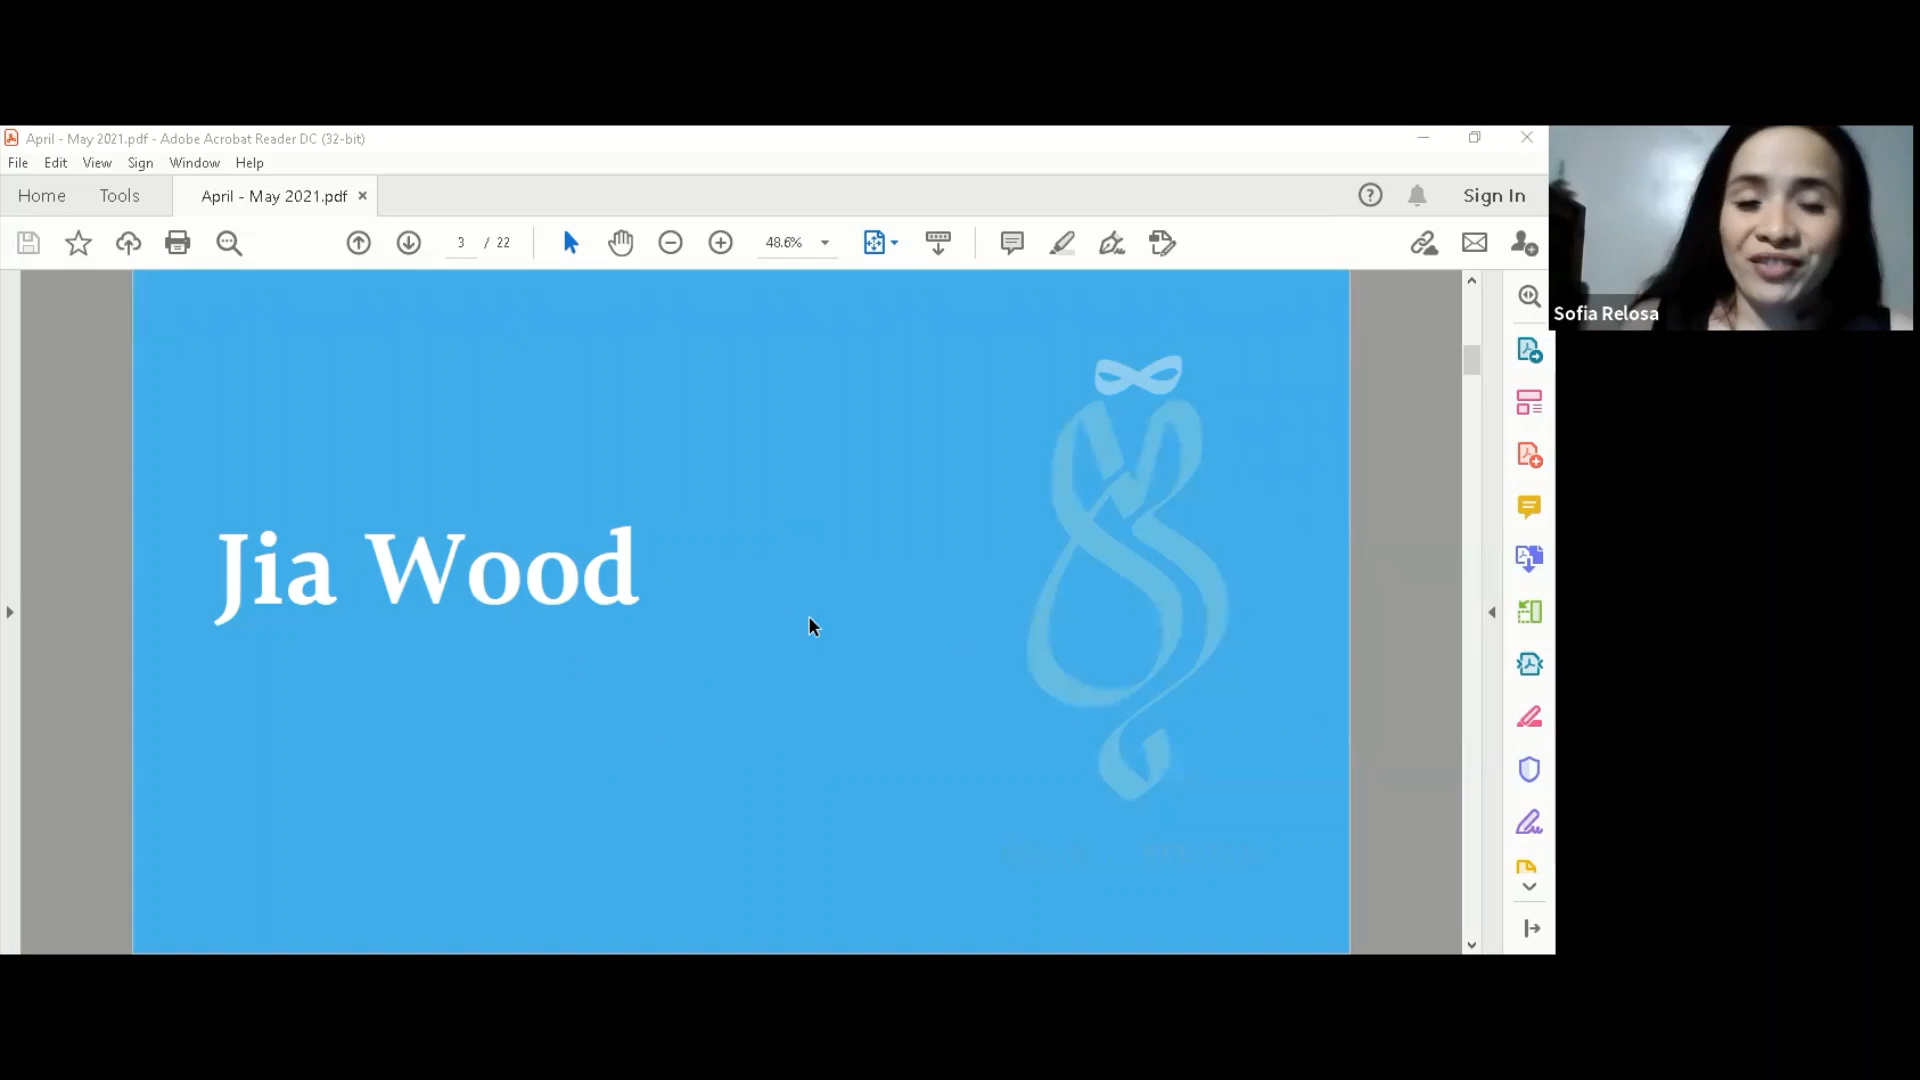 April - May 2021.pdf - Adobe Acrobat Reader DC (32-bit)
File Edit View Sign Window Help
Home Tools April - May 2021.pdf × Sign In
3 / 22 48.6%
Sofia Relosa
Jia Wood